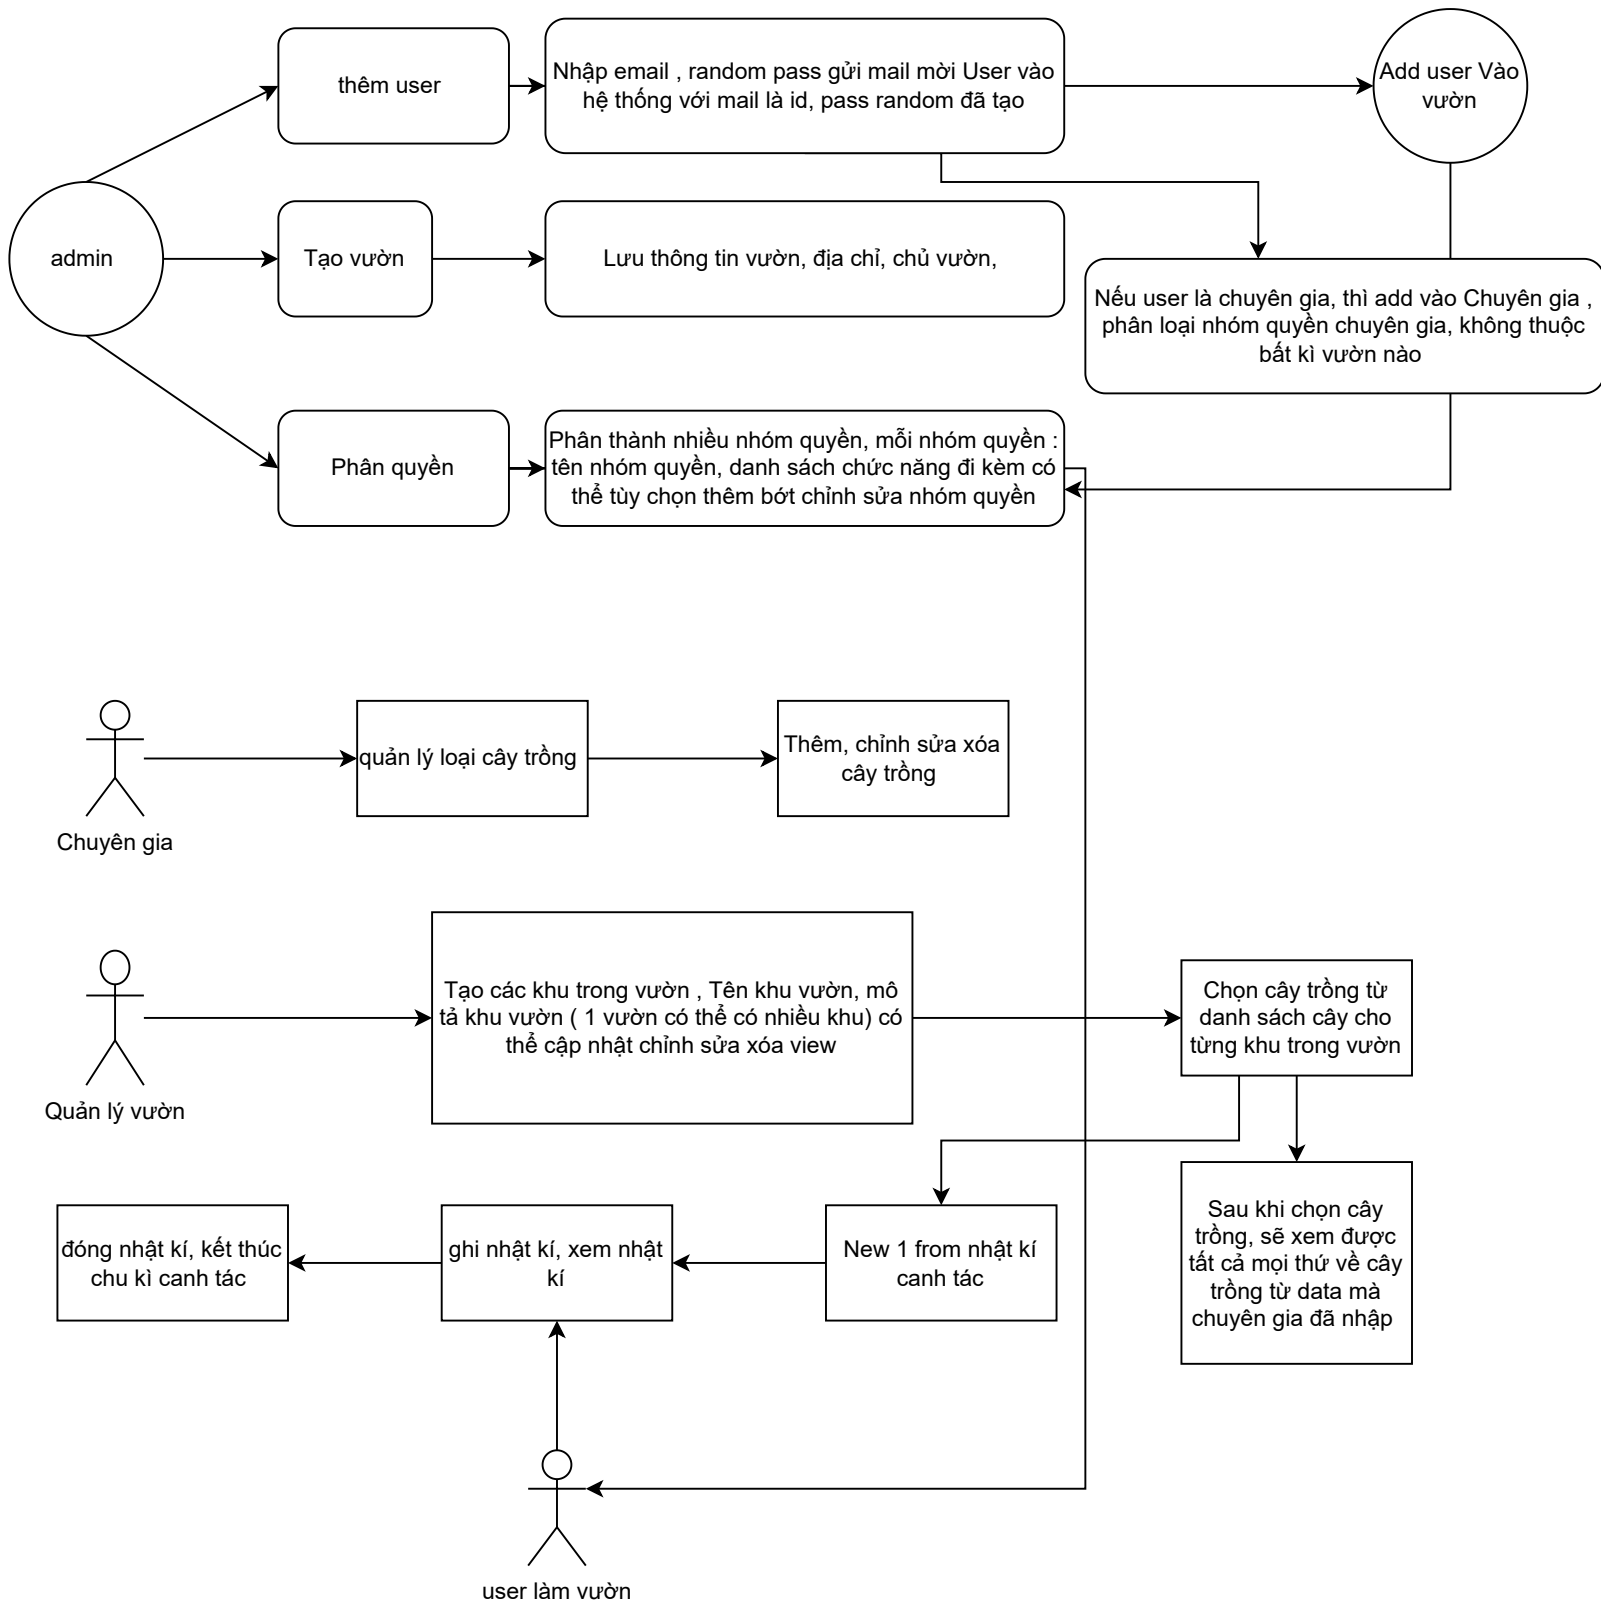 thêm user
Nhập email , random pass gửi mail mời User vào
hệ thống với mail là id, pass random đã tạo
Add user Vào
vườn
admin
Tạo vườn
Lưu thông tin vườn, địa chỉ, chủ vườn,
Nếu user là chuyên gia, thì add vào Chuyên gia ,
phân loại nhóm quyền chuyên gia, không thuộc
bất kì vườn nào
Phân quyền
Phân thành nhiều nhóm quyền, mỗi nhóm quyền :
tên nhóm quyền, danh sách chức năng đi kèm có
thể tùy chọn thêm bớt chỉnh sửa nhóm quyền
quản lý loại cây trồng
Thêm, chỉnh sửa xóa
cây trồng
Chuyên gia
Tạo các khu trong vườn , Tên khu vườn, mô
tả khu vườn ( 1 vườn có thể có nhiều khu) có
thể cập nhật chỉnh sửa xóa view
Chọn cây trồng từ
danh sách cây cho
từng khu trong vườn
Quản lý vườn
đóng nhật kí, kết thúc
chu kì canh tác
ghi nhật kí, xem nhật
kí
New 1 from nhật kí
canh tác
Sau khi chọn cây
trồng, sẽ xem được
tất cả mọi thứ về cây
trồng từ data mà
chuyên gia đã nhập
user làm vườn